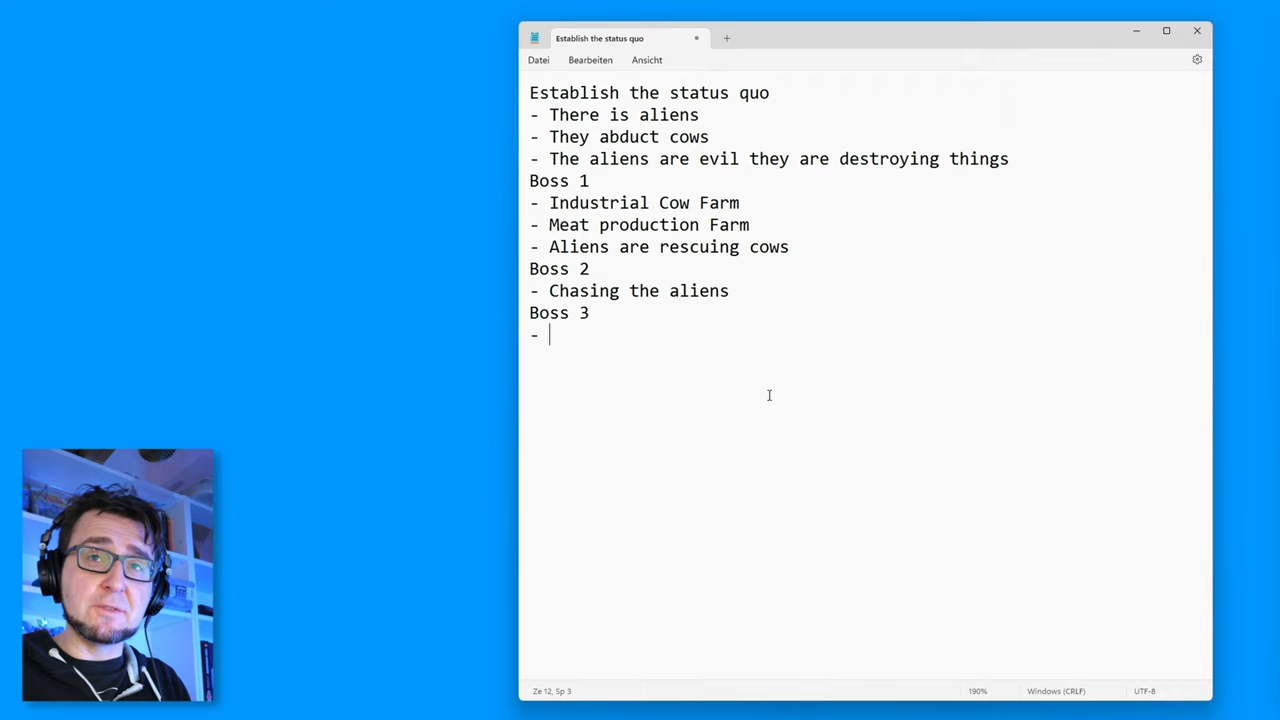 Establish the status quo
Datei Bearbeiten Ansicht
Establish the status quo
- There is aliens
- They abduct cows
- The aliens are evil they are destroying things
Boss 1
- Industrial Cow Farm
- Meat production Farm
- Aliens are rescuing cows
Boss 2
- Chasing the aliens
Boss 3
-
Ze 12, Sp 3 190% Windows (CRLF) UTF-8